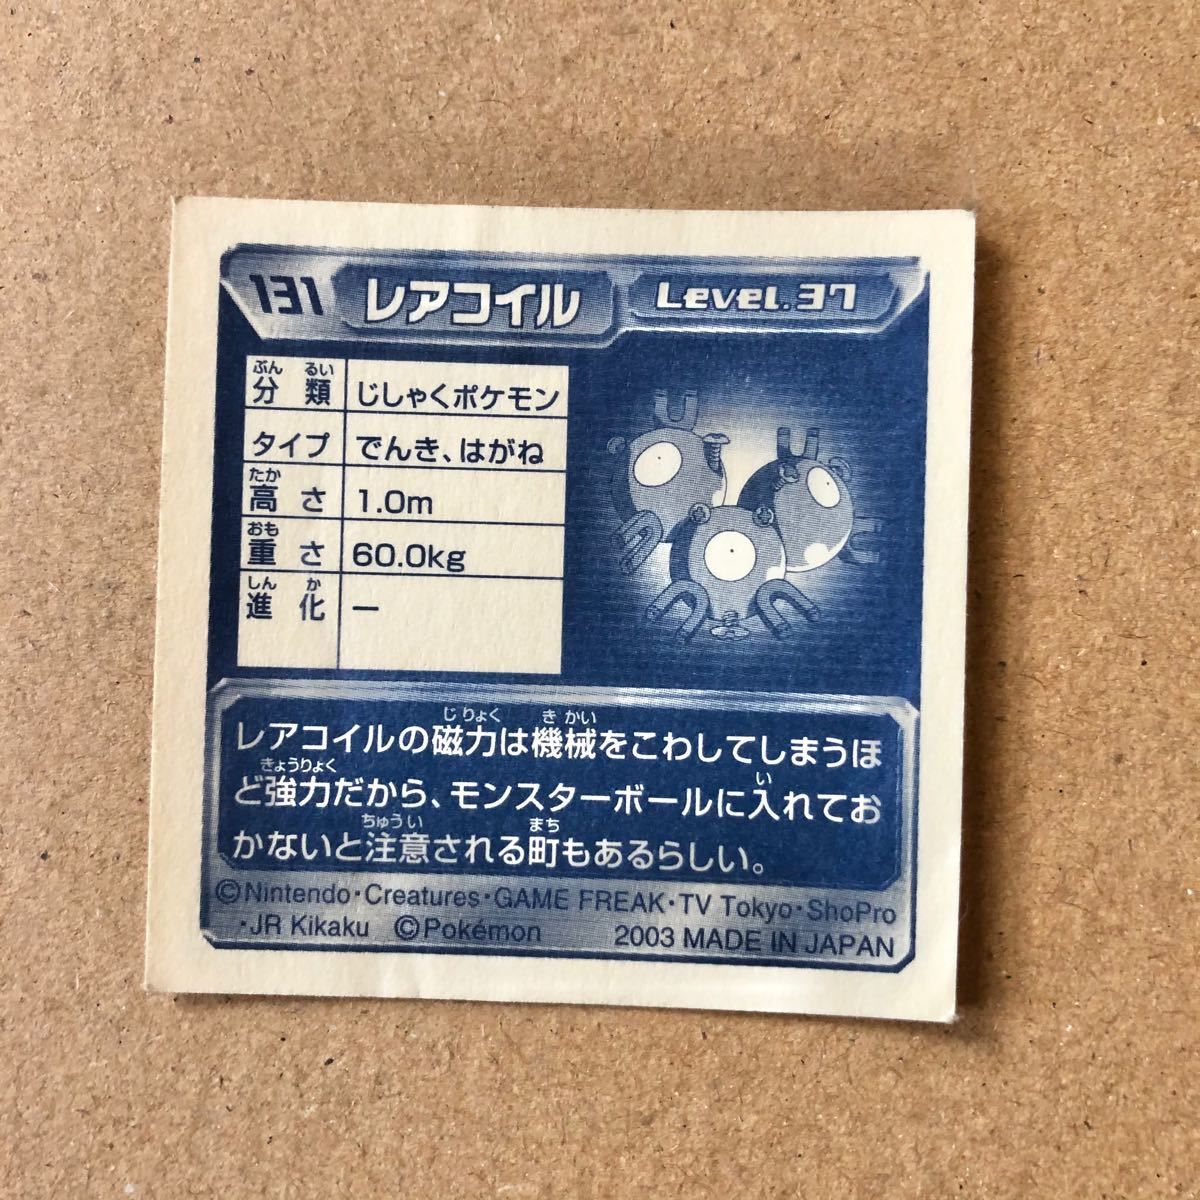 131 レアコイル Level.37
ぶん るい
分類 じしゃくポケモン
タイプ でんき、はがね
たか
高さ 1.0m
おも
重さ 60.0kg
しん か
進化 ー
じりょく きかい
レアコイルの磁力は機械をこわしてしまうほ
きょうりょく い
ど強力だから、モンスターボールに入れてお
ちゅうい まち
かないと注意される町もあるらしい。
©Nintendo・Creatures・GAME FREAK・TV Tokyo・ShoPro
・JR Kikaku ©Pokémon 2003 MADE IN JAPAN